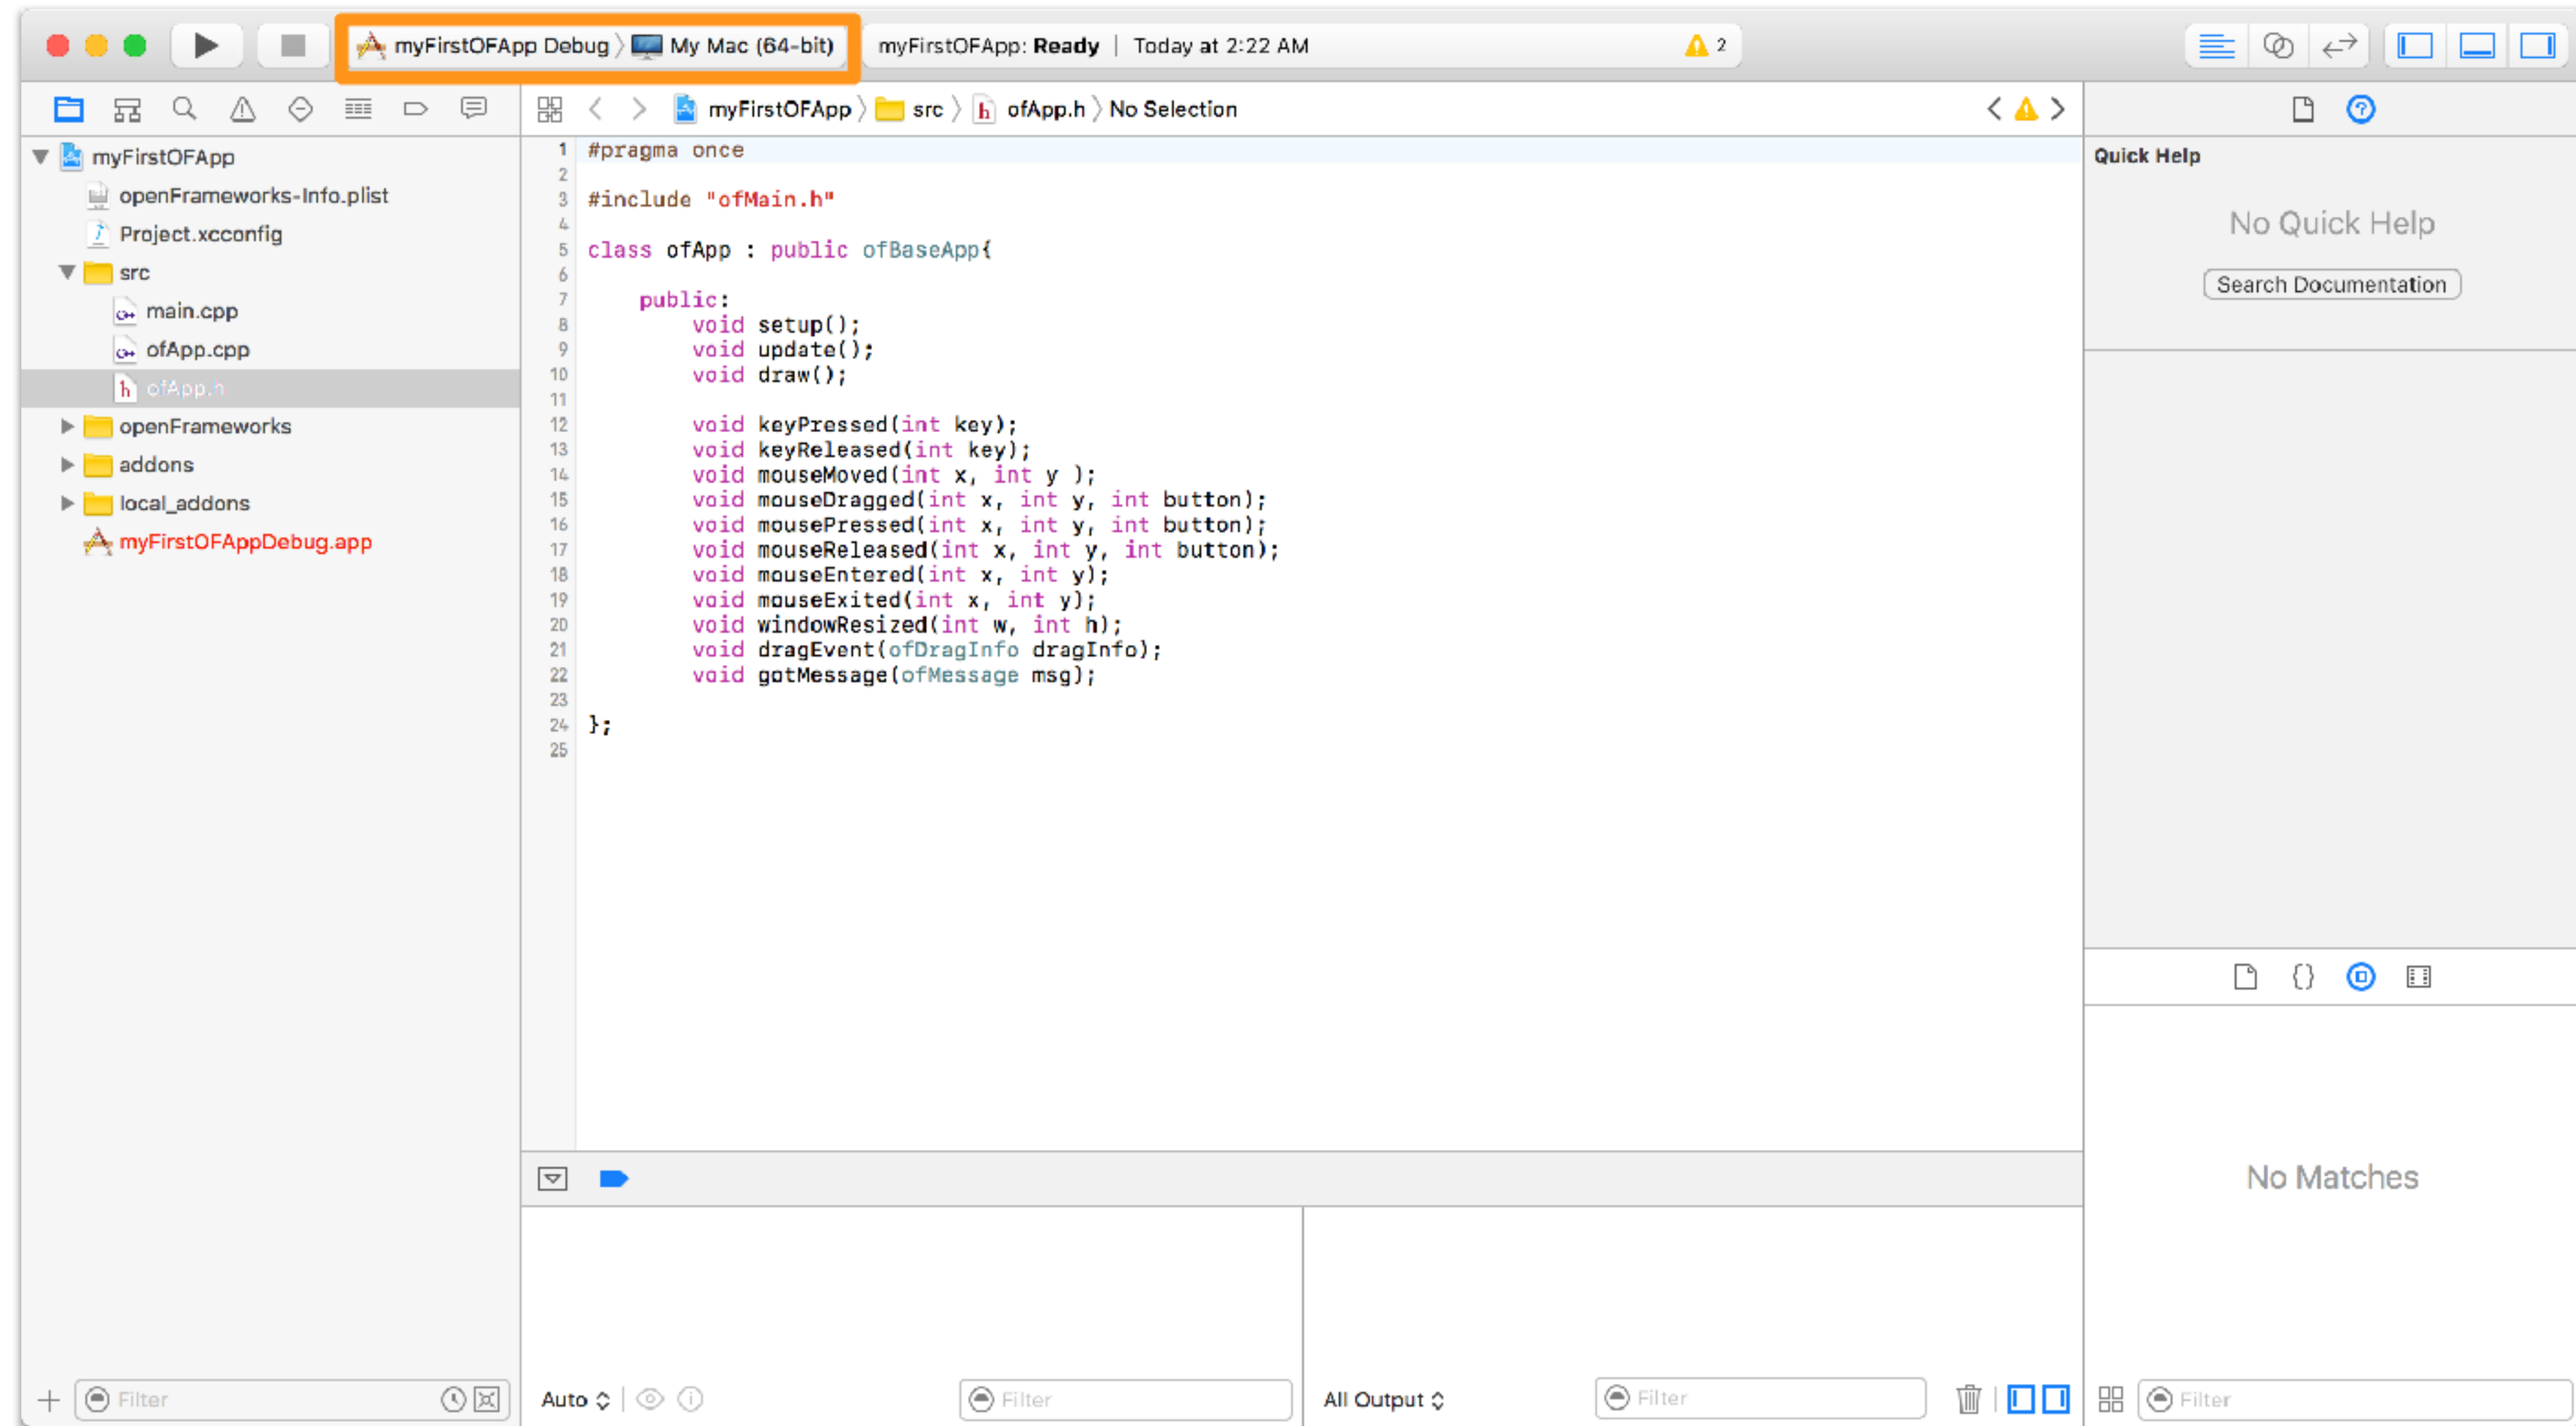 myFirstOFApp Debug My Mac (64-bit) myFirstOFApp: Ready | Today at 2:22 AM 2
myFirstOFApp src h ofApp.h No Selection
myFirstOFApp
openFrameworks-Info.plist
Project.xcconfig
src
main.cpp
ofApp.cpp
h ofApp.h
openFrameworks
addons
local_addons
myFirstOFAppDebug.app
1 #pragma once
2
3 #include "ofMain.h"
4
5 class ofApp : public ofBaseApp{
6
7 public:
8 void setup();
9 void update();
10 void draw();
11
12 void keyPressed(int key);
13 void keyReleased(int key);
14 void mouseMoved(int x, int y );
15 void mouseDragged(int x, int y, int button);
16 void mousePressed(int x, int y, int button);
17 void mouseReleased(int x, int y, int button);
18 void mouseEntered(int x, int y);
19 void mouseExited(int x, int y);
20 void windowResized(int w, int h);
21 void dragEvent(ofDragInfo dragInfo);
22 void gotMessage(ofMessage msg);
23
24 };
25
Quick Help
No Quick Help
Search Documentation
{}
No Matches
Filter
Auto Filter
All Output Filter
Filter